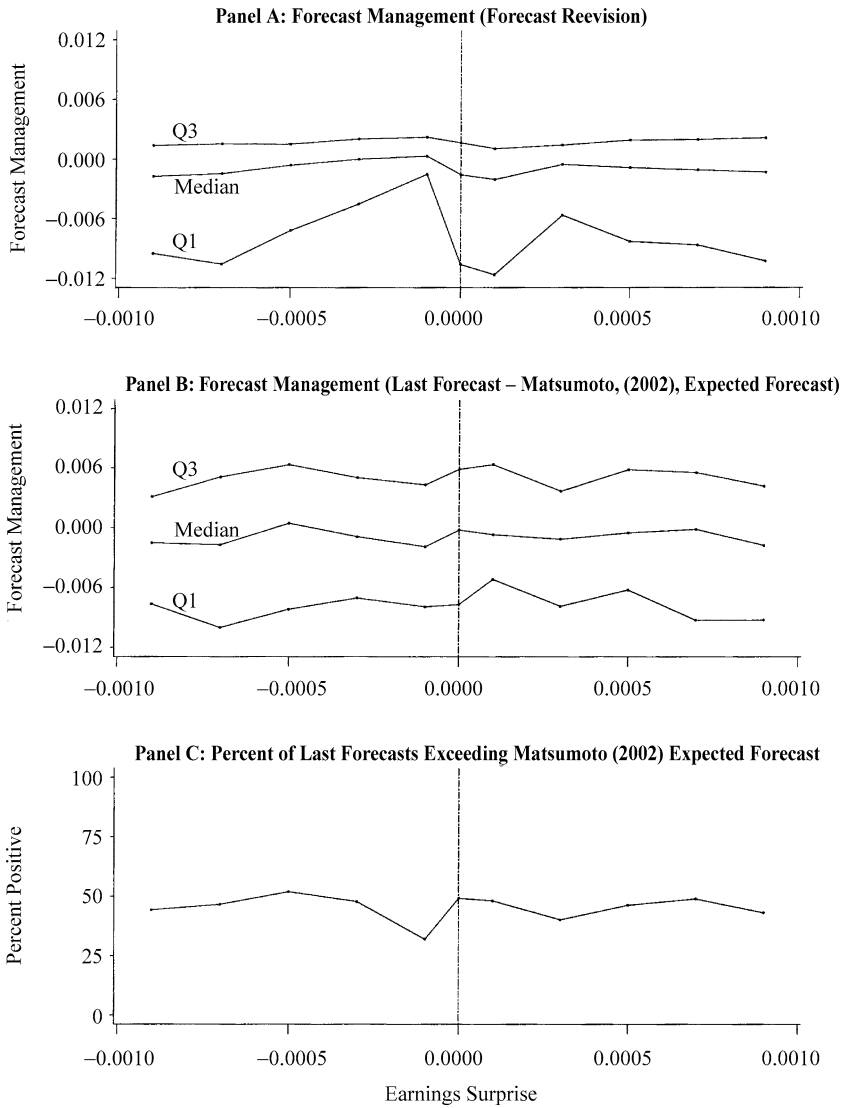 Panel A: Forecast Management (Forecast Reevision)
Forecast Management
0.012
0.006
0.000
−0.006
−0.012
Q3
Median
Q1
−0.0010
−0.0005
0.0000
0.0005
0.0010
Panel B: Forecast Management (Last Forecast – Matsumoto, (2002), Expected Forecast)
Forecast Management
0.012
0.006
0.000
−0.006
−0.012
Q3
Median
Q1
−0.0010
−0.0005
0.0000
0.0005
0.0010
Panel C: Percent of Last Forecasts Exceeding Matsumoto (2002) Expected Forecast
Percent Positive
100
75
50
25
0
−0.0010
−0.0005
0.0000
0.0005
0.0010
Earnings Surprise